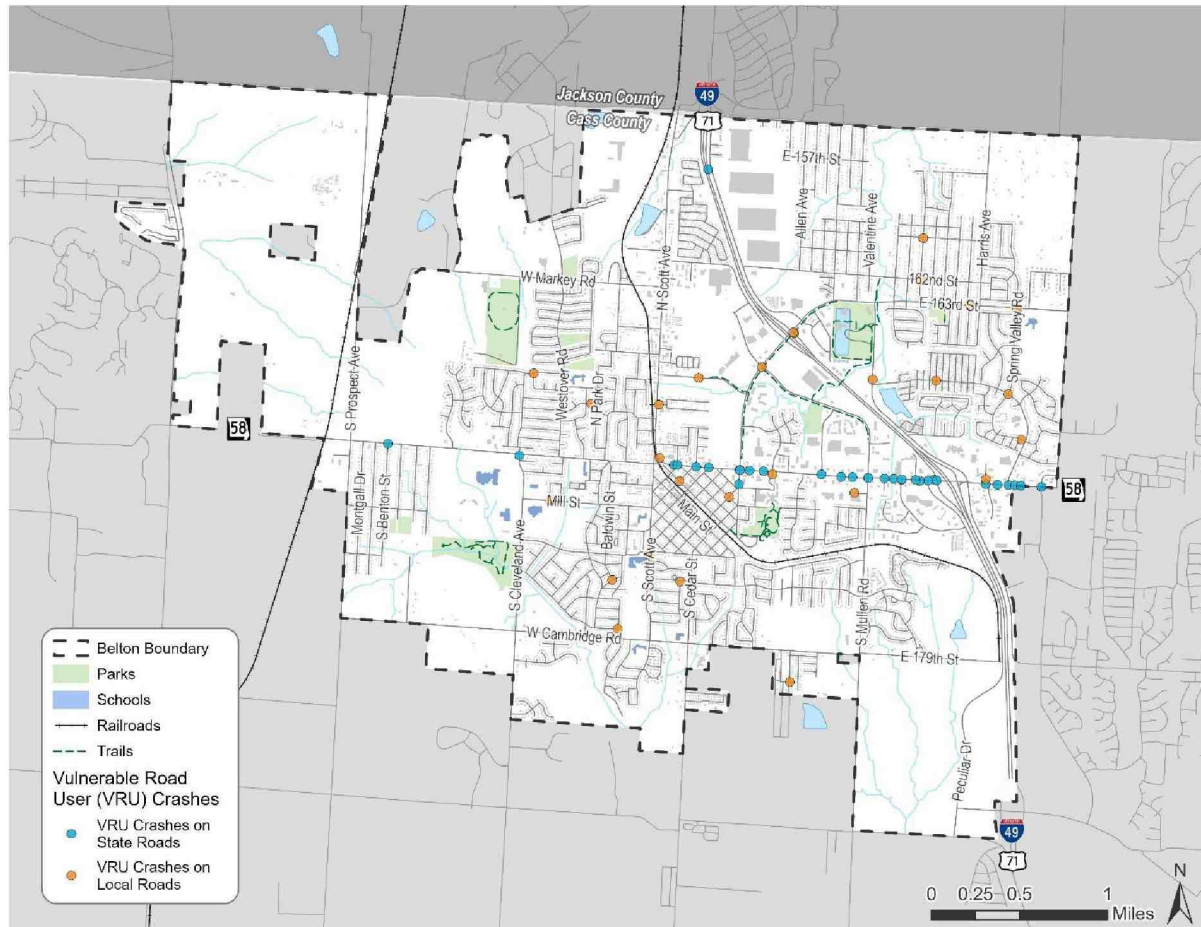 Jackson County
Cass County
49
71
E 157th St
Allen Ave
Valentine Ave
Harris Ave
162nd St
E 163rd St
Spring Valley Rd
N Scott Ave
W Markey Rd
Westover Rd
N Park Dr
S Prospect Ave
58
Montgall Dr
S Benton St
Mill St
Baldwin St
Main St
58
S Cleveland Ave
S Scott Ave
S Cedar St
S Mullen Rd
W Cambridge Rd
E 179th St
Peculiar Dr
49
71
Belton Boundary
Parks
Schools
Railroads
Trails
Vulnerable Road
User (VRU) Crashes
VRU Crashes on
State Roads
VRU Crashes on
Local Roads
0 0.25 0.5 1
Miles
N